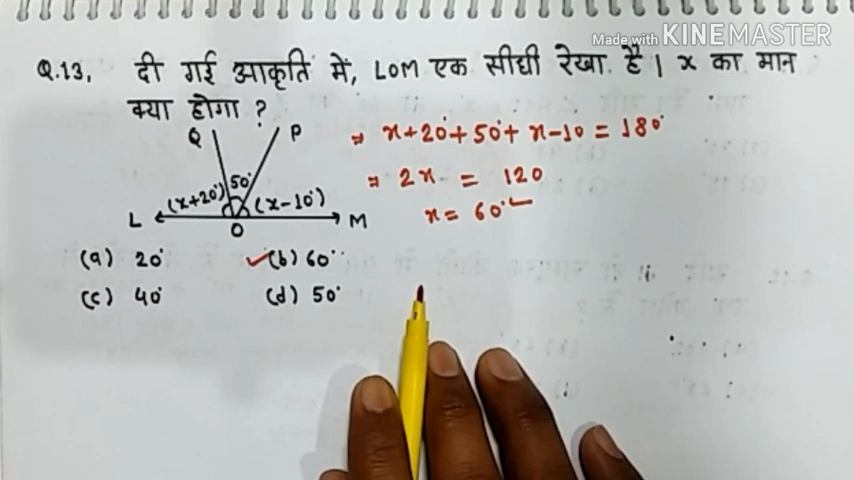 Made with KINEMASTER
Q.13. दी गई आकृति में, LOM एक सीधी रेखा है। x का मान
क्या होगा ?
Q P
50°
(x+20°) (x-10°)
L M
O
⇒ x+20°+50°+x-10=180°
⇒ 2x = 120
x=60°
(a) 20° (b) 60°
(c) 40° (d) 50°